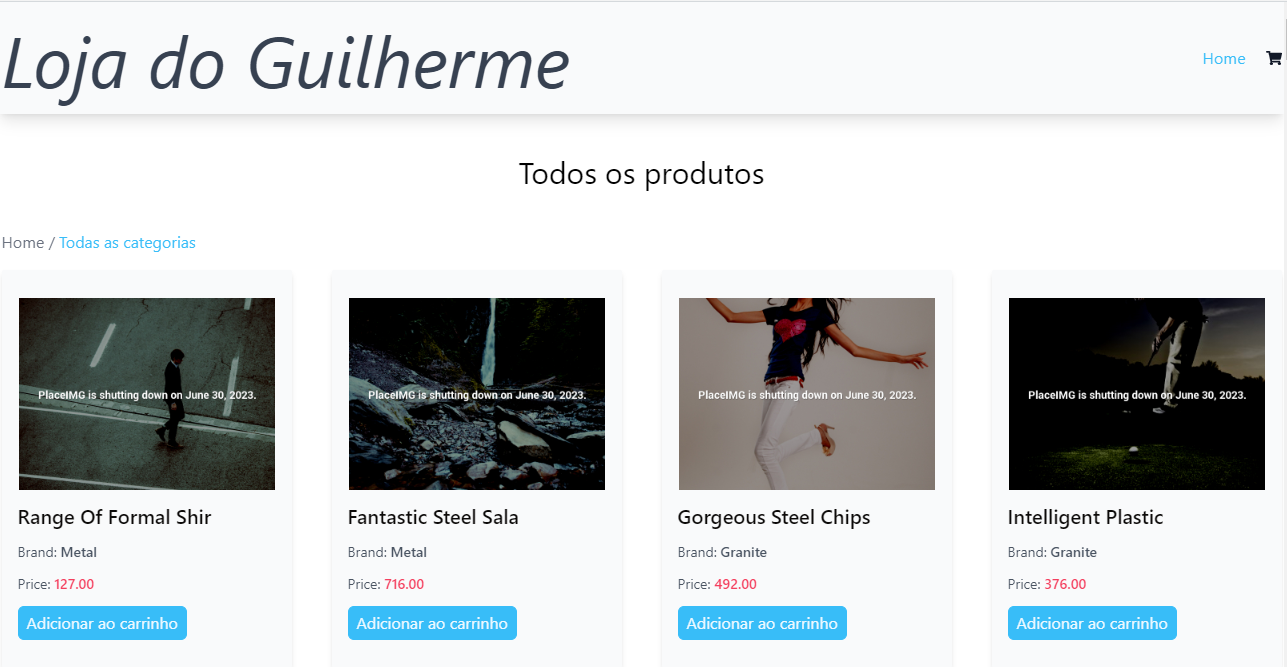 Loja do Guilherme
Home
Todos os produtos
Home / Todas as categorias
PlaceIMG is shutting down on June 30, 2023.
Range Of Formal Shir
Brand: Metal
Price: 127.00
Adicionar ao carrinho
PlaceIMG is shutting down on June 30, 2023.
Fantastic Steel Sala
Brand: Metal
Price: 716.00
Adicionar ao carrinho
PlaceIMG is shutting down on June 30, 2023.
Gorgeous Steel Chips
Brand: Granite
Price: 492.00
Adicionar ao carrinho
PlaceIMG is shutting down on June 30, 2023.
Intelligent Plastic
Brand: Granite
Price: 376.00
Adicionar ao carrinho